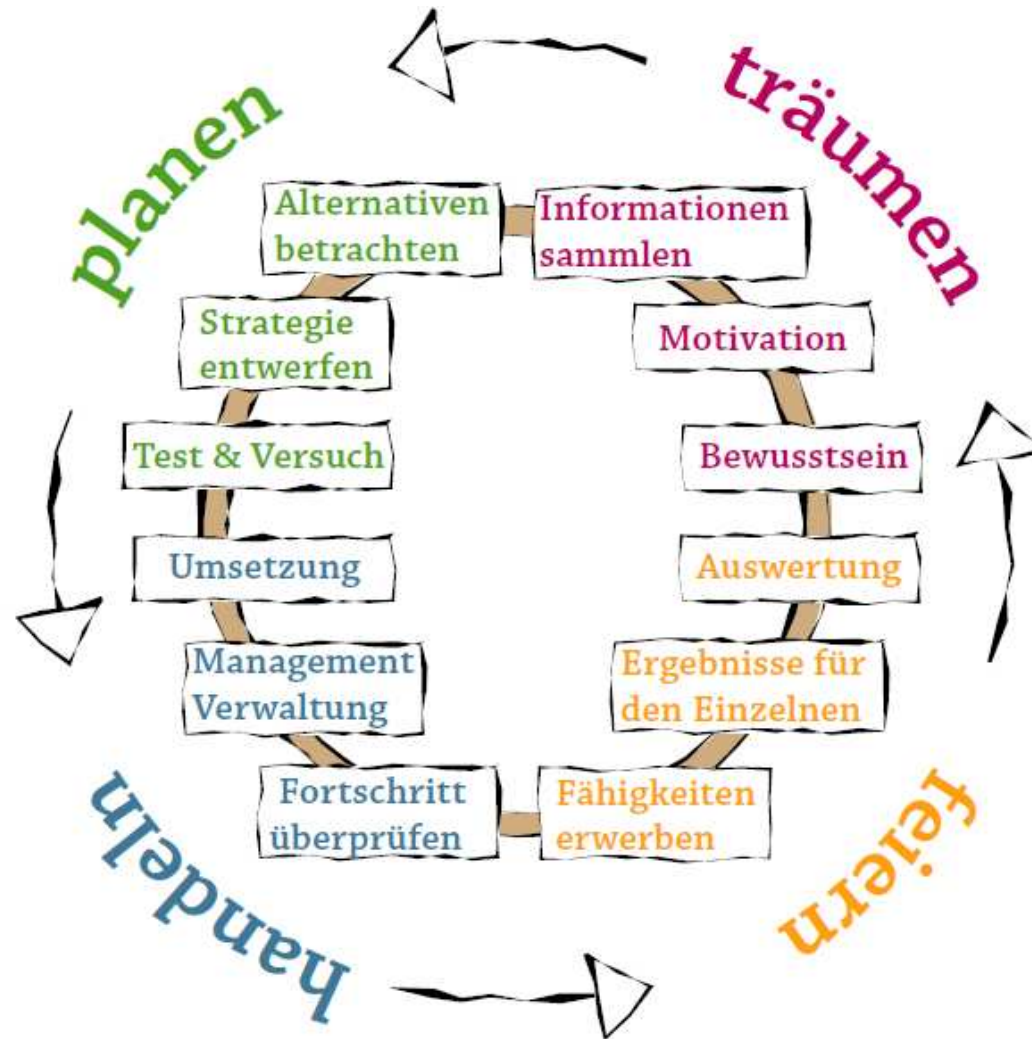 träumen
planen
Alternativen
betrachten
Informationen
sammlen
Strategie
entwerfen
Motivation
Test & Versuch
Bewusstsein
Umsetzung
Auswertung
Management
Verwaltung
Ergebnisse für
den Einzelnen
Fortschritt
überprüfen
Fähigkeiten
erwerben
handeln
feiern